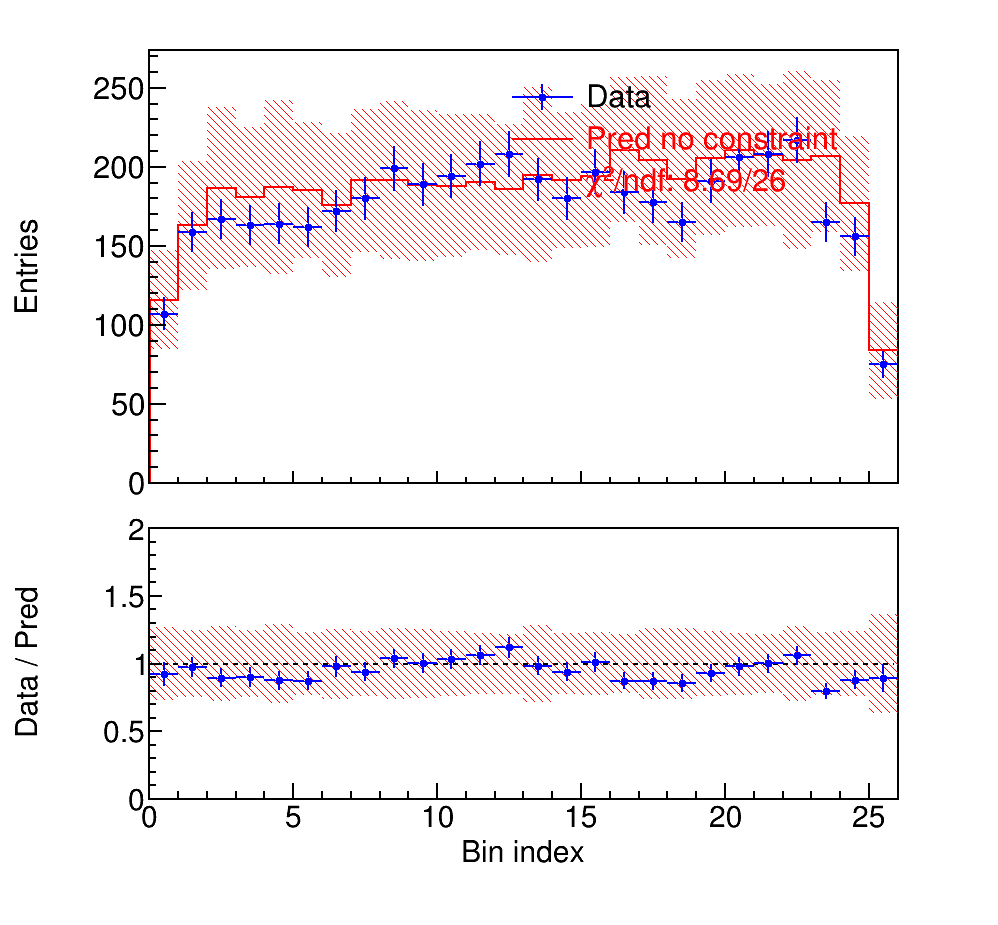 250
200
150
100
50
0
Entries
Data
Pred no constraint
χ²/ndf: 8.69/26
2
1.5
1
0.5
0
Data / Pred
0 5 10 15 20 25
Bin index